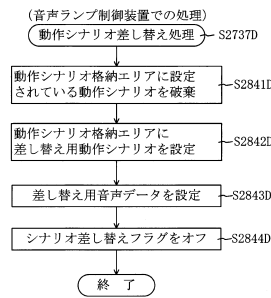 (音声ランプ制御装置での処理)
動作シナリオ差し替え処理
S2737D
動作シナリオ格納エリアに設定
されている動作シナリオを破棄
S2841D
動作シナリオ格納エリアに
差し替え用動作シナリオを設定
S2842D
差し替え用音声データを設定
S2843D
シナリオ差し替えフラグをオフ
S2844D
終 了